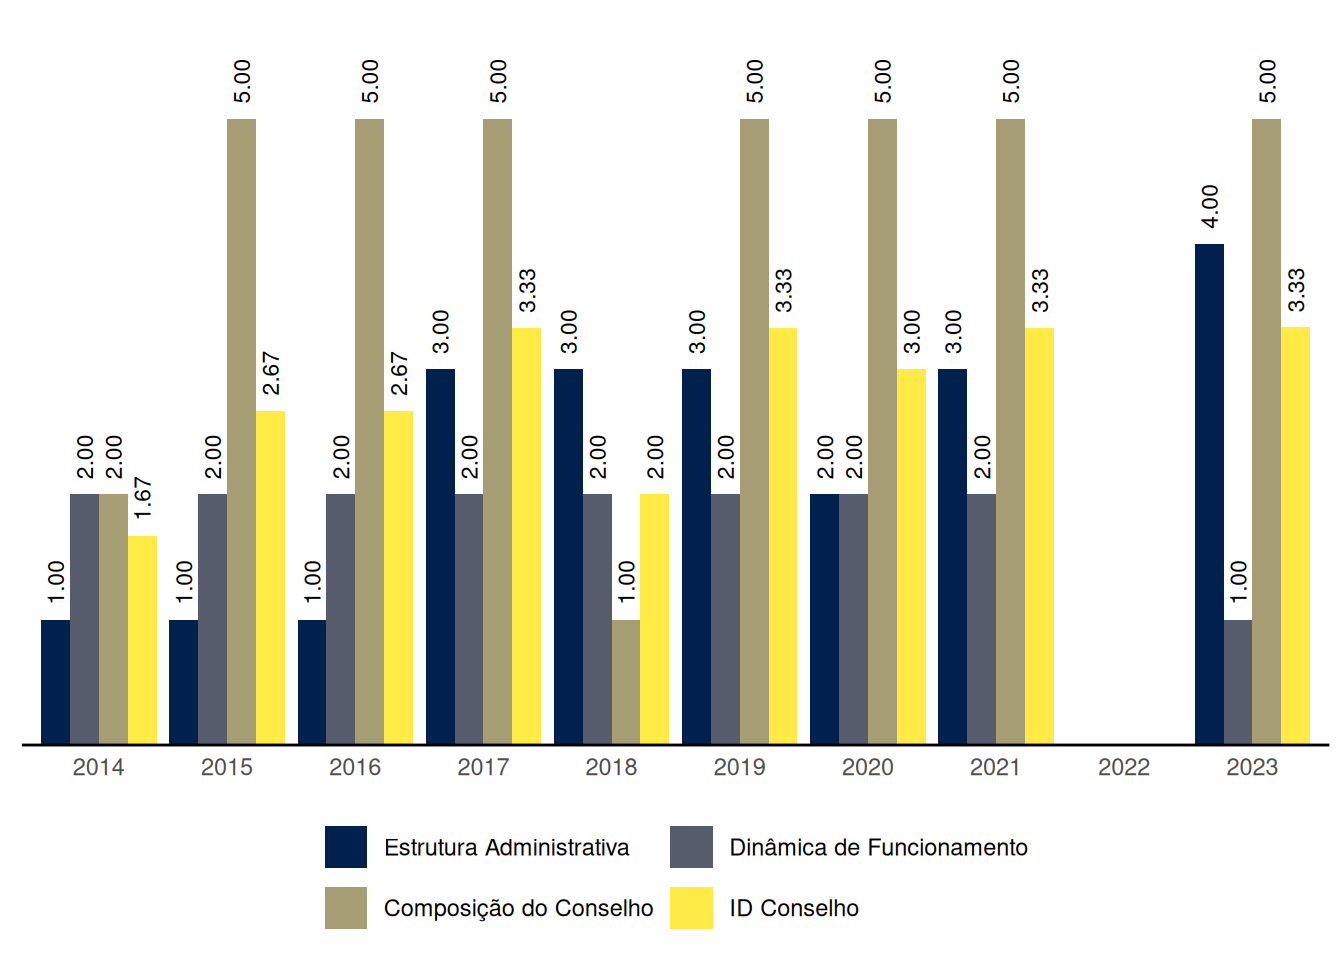 5.00 5.00 5.00 5.00 5.00 5.00 5.00
4.00
3.33 3.33 3.33 3.33
3.00 3.00 3.00 3.00 3.00
2.67 2.67
2.00 2.00 2.00 2.00 2.00 2.00 2.00 2.00 2.00 2.00 2.00
1.67
1.00 1.00 1.00 1.00 1.00
2014 2015 2016 2017 2018 2019 2020 2021 2022 2023
Estrutura Administrativa Dinâmica de Funcionamento
Composição do Conselho ID Conselho